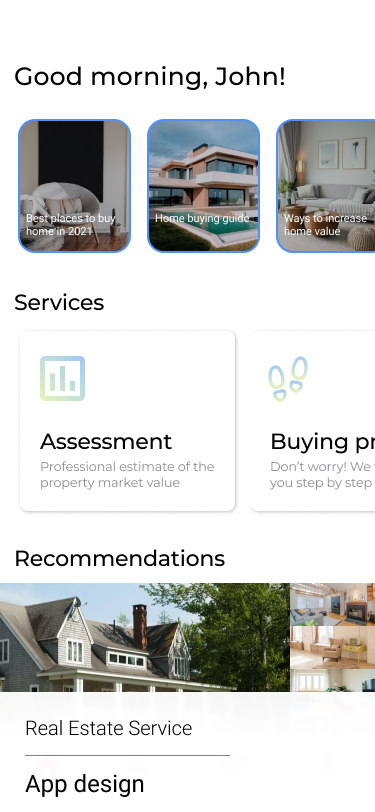 Good morning, John!
Best places to buy
home in 2021
Home buying guide
Ways to increase
home value
Services
Assessment
Professional estimate of the
property market value
Buying pr
Don't worry! We
you step by step
Recommendations
Real Estate Service
App design